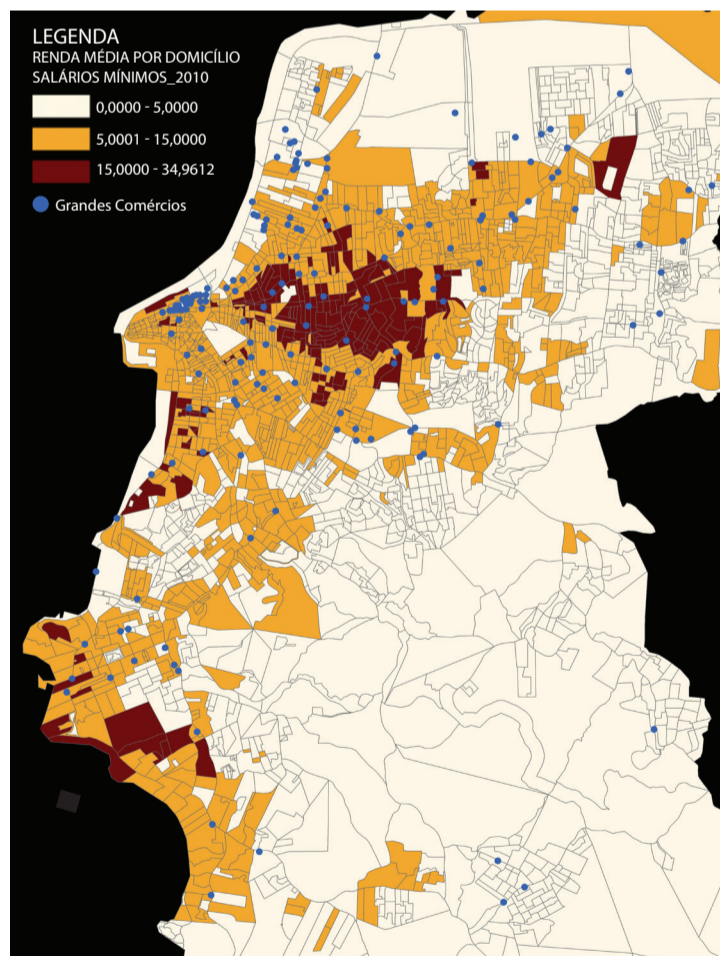 LEGENDA
RENDA MÉDIA POR DOMICÍLIO
SALÁRIOS MÍNIMOS_2010
0,0000 - 5,0000
5,0001 - 15,0000
15,0000 - 34,9612
Grandes Comércios